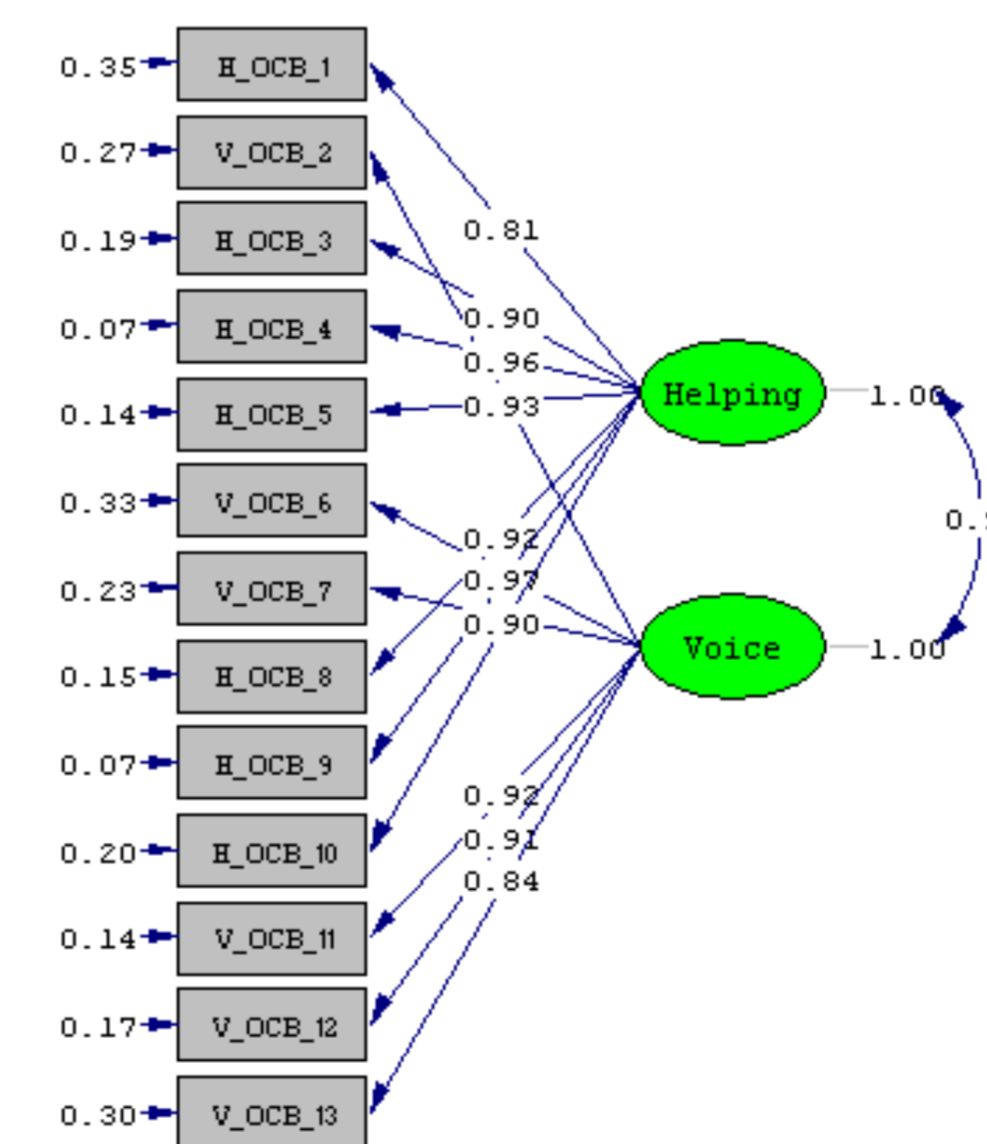 0.35 H_OCB_1
0.27 V_OCB_2
0.19 H_OCB_3
0.07 H_OCB_4
0.14 H_OCB_5
0.33 V_OCB_6
0.23 V_OCB_7
0.15 H_OCB_8
0.07 H_OCB_9
0.20 H_OCB_10
0.14 V_OCB_11
0.17 V_OCB_12
0.30 V_OCB_13
0.81
0.90
0.96
0.93
0.92
0.97
0.90
0.92
0.91
0.84
Helping 1.00
Voice 1.00